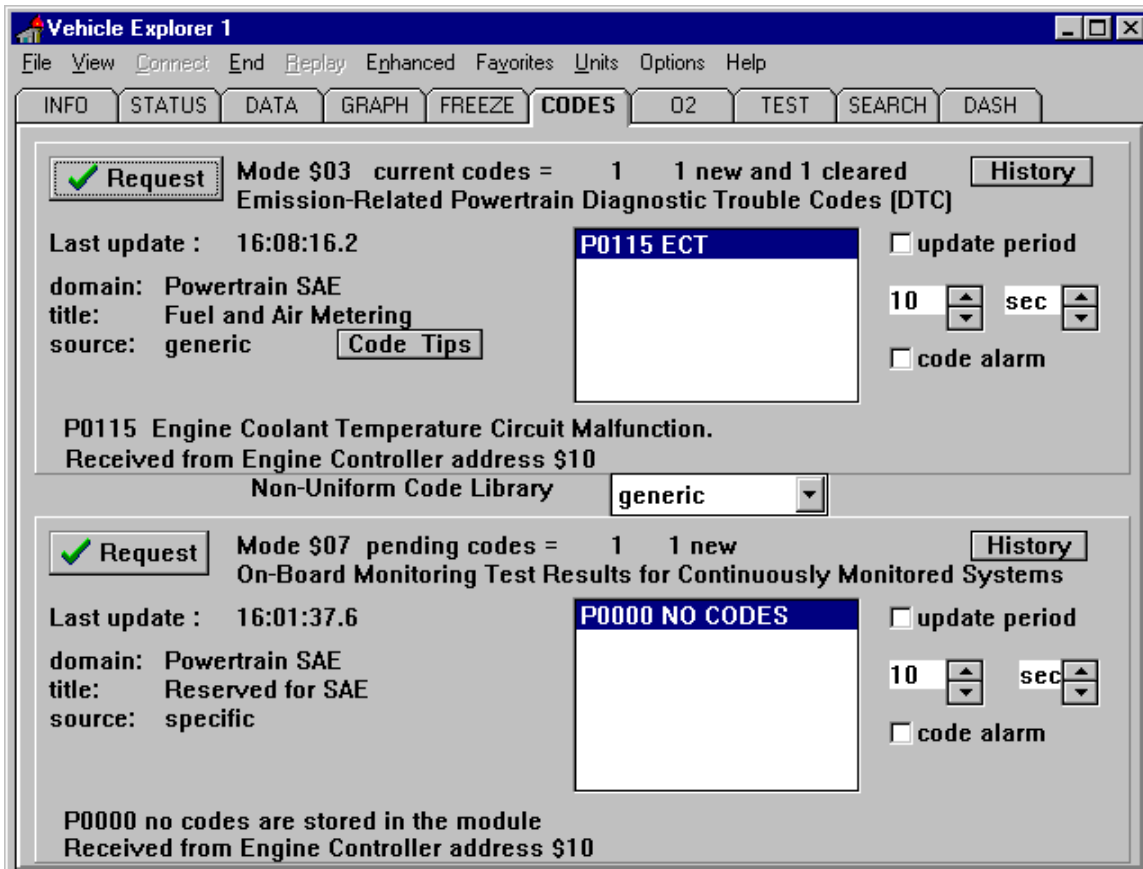 Vehicle Explorer 1
File View Connect End Replay Enhanced Favorites Units Options Help
INFO STATUS DATA GRAPH FREEZE CODES O2 TEST SEARCH DASH
Request Mode $03 current codes = 1 1 new and 1 cleared History
Emission-Related Powertrain Diagnostic Trouble Codes (DTC)
Last update : 16:08:16.2 P0115 ECT update period
domain: Powertrain SAE
title: Fuel and Air Metering 10 sec
source: generic Code Tips code alarm
P0115 Engine Coolant Temperature Circuit Malfunction.
Received from Engine Controller address $10
Non-Uniform Code Library generic
Request Mode $07 pending codes = 1 1 new History
On-Board Monitoring Test Results for Continuously Monitored Systems
Last update : 16:01:37.6 P0000 NO CODES update period
domain: Powertrain SAE
title: Reserved for SAE 10 sec
source: specific code alarm
P0000 no codes are stored in the module
Received from Engine Controller address $10